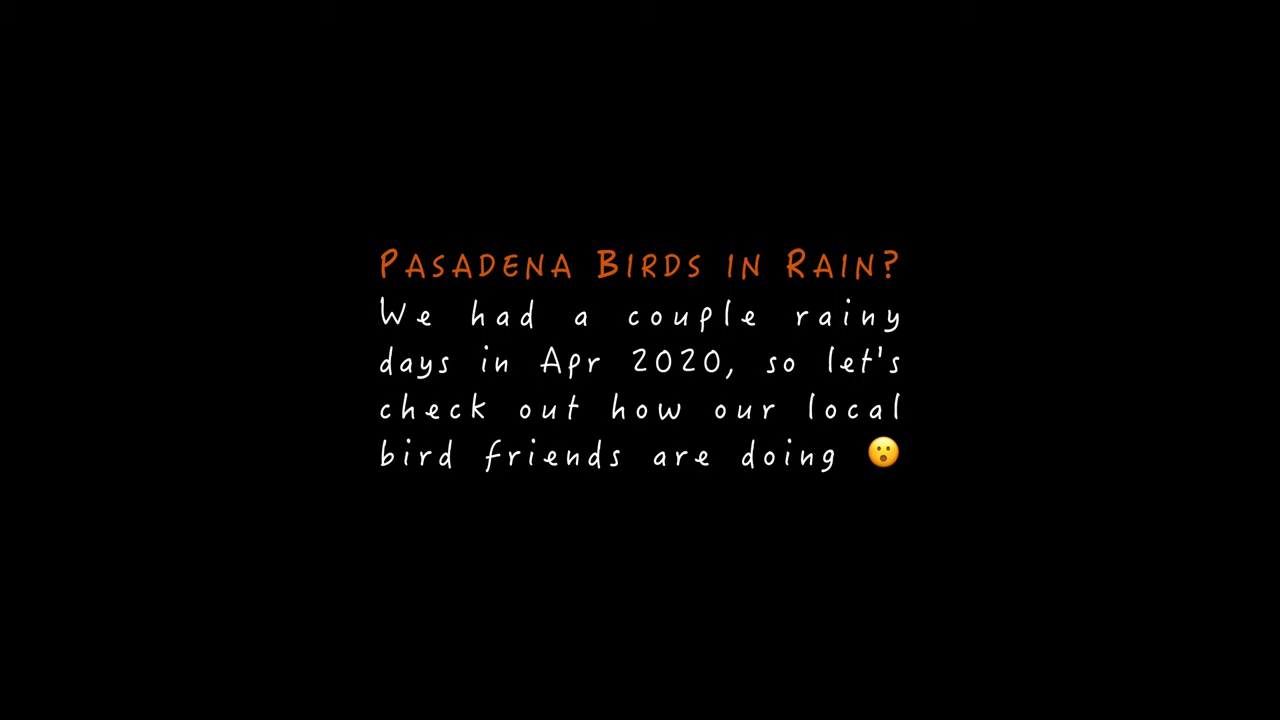 PASADENA BIRDS IN RAIN?
We had a couple rainy
days in Apr 2020, so let's
check out how our local
bird friends are doing 😮